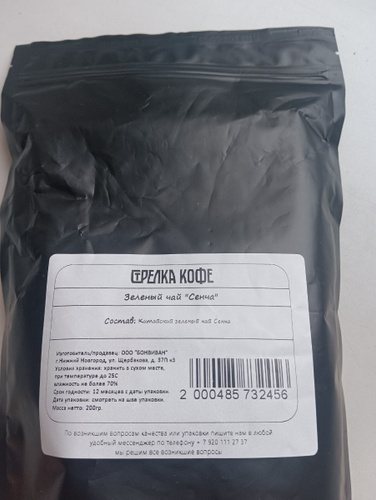 СТРЕЛКА КОФЕ
Зеленый чай "Сенча"
Состав: Китайский зеленый чай Сенча
Изготовитель/продавец: ООО "БОНВИВАН"
г.Нижний Новгород, ул. Щербакова, д. 37Л к3
Условия хранения: хранить в сухом месте,
при температуре до 25С
влажность не более 70%
Срок годности: 12 месяцев с даты упаковки
Дата упаковки: смотреть на шве упаковки.
Масса нетто: 200гр.
2 000485 732456
По возникшим вопросам качества или упаковки пишите нам в любой
удобный мессенджер по телефону + 7 920 111 27 37
мы решим все возникшие вопросы